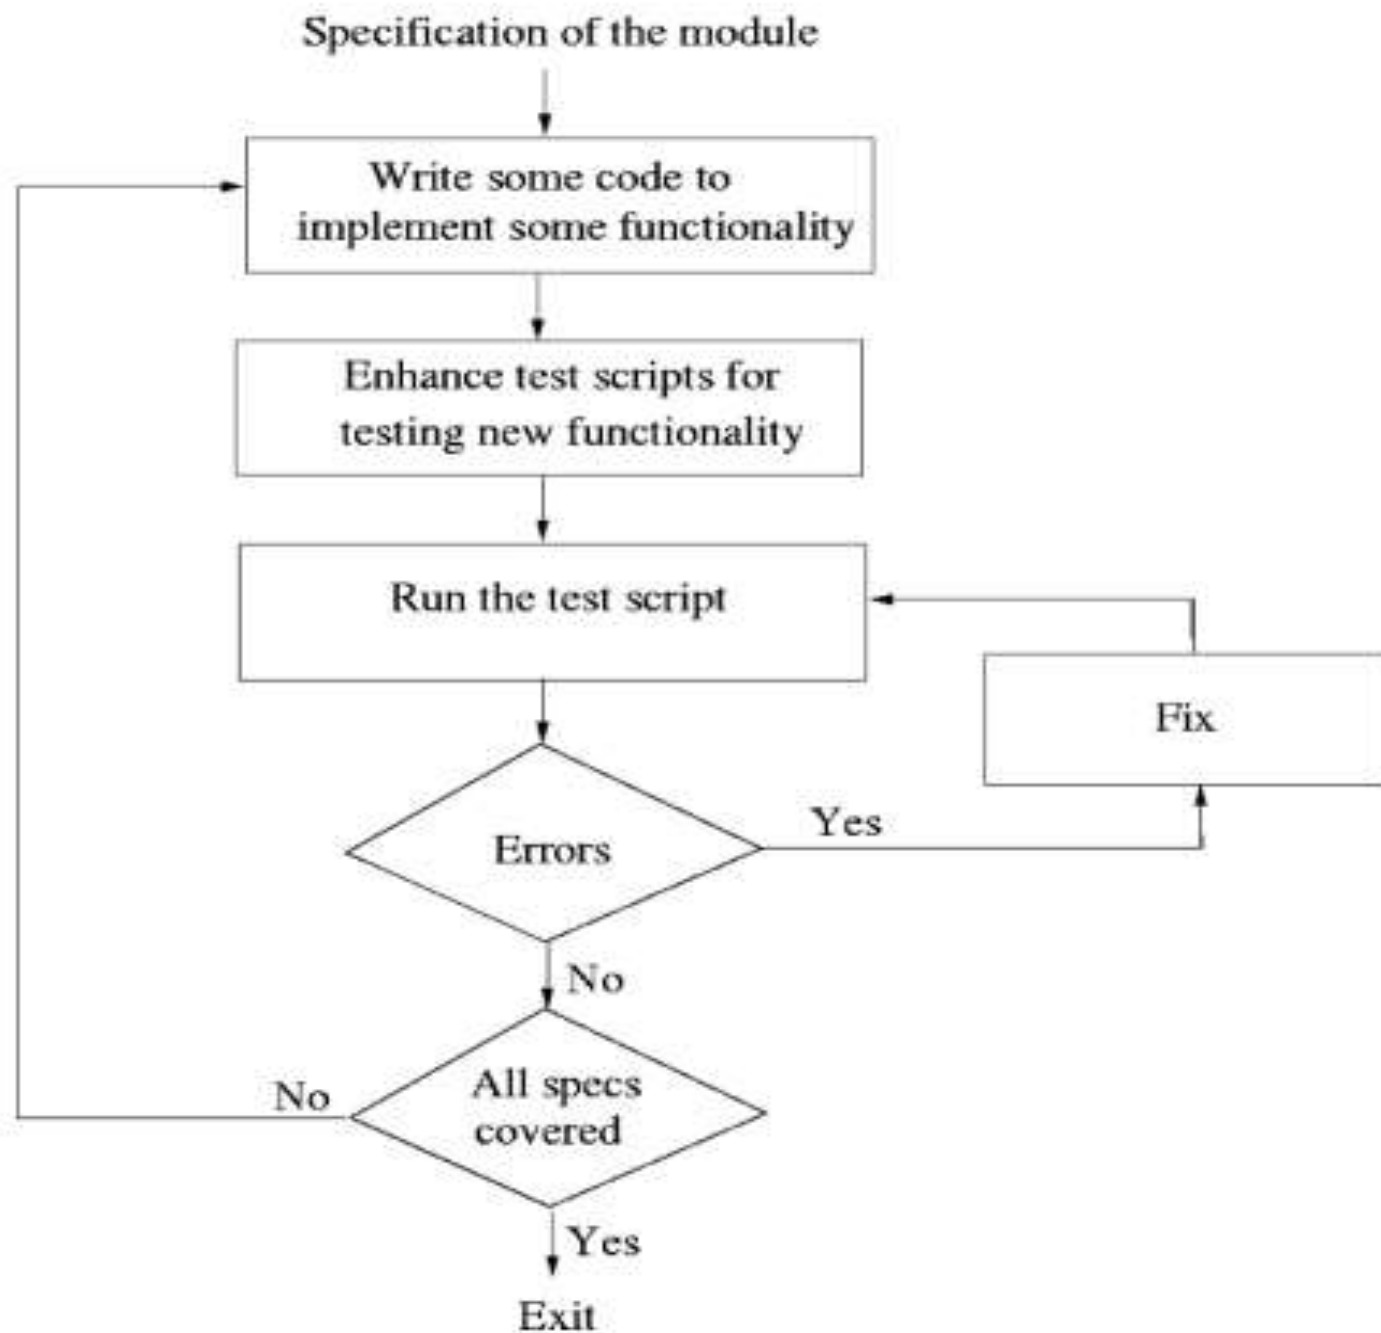 Specification of the module
Write some code to
implement some functionality
Enhance test scripts for
testing new functionality
Run the test script
Fix
Yes
Errors
No
All specs
covered
No
Yes
Exit